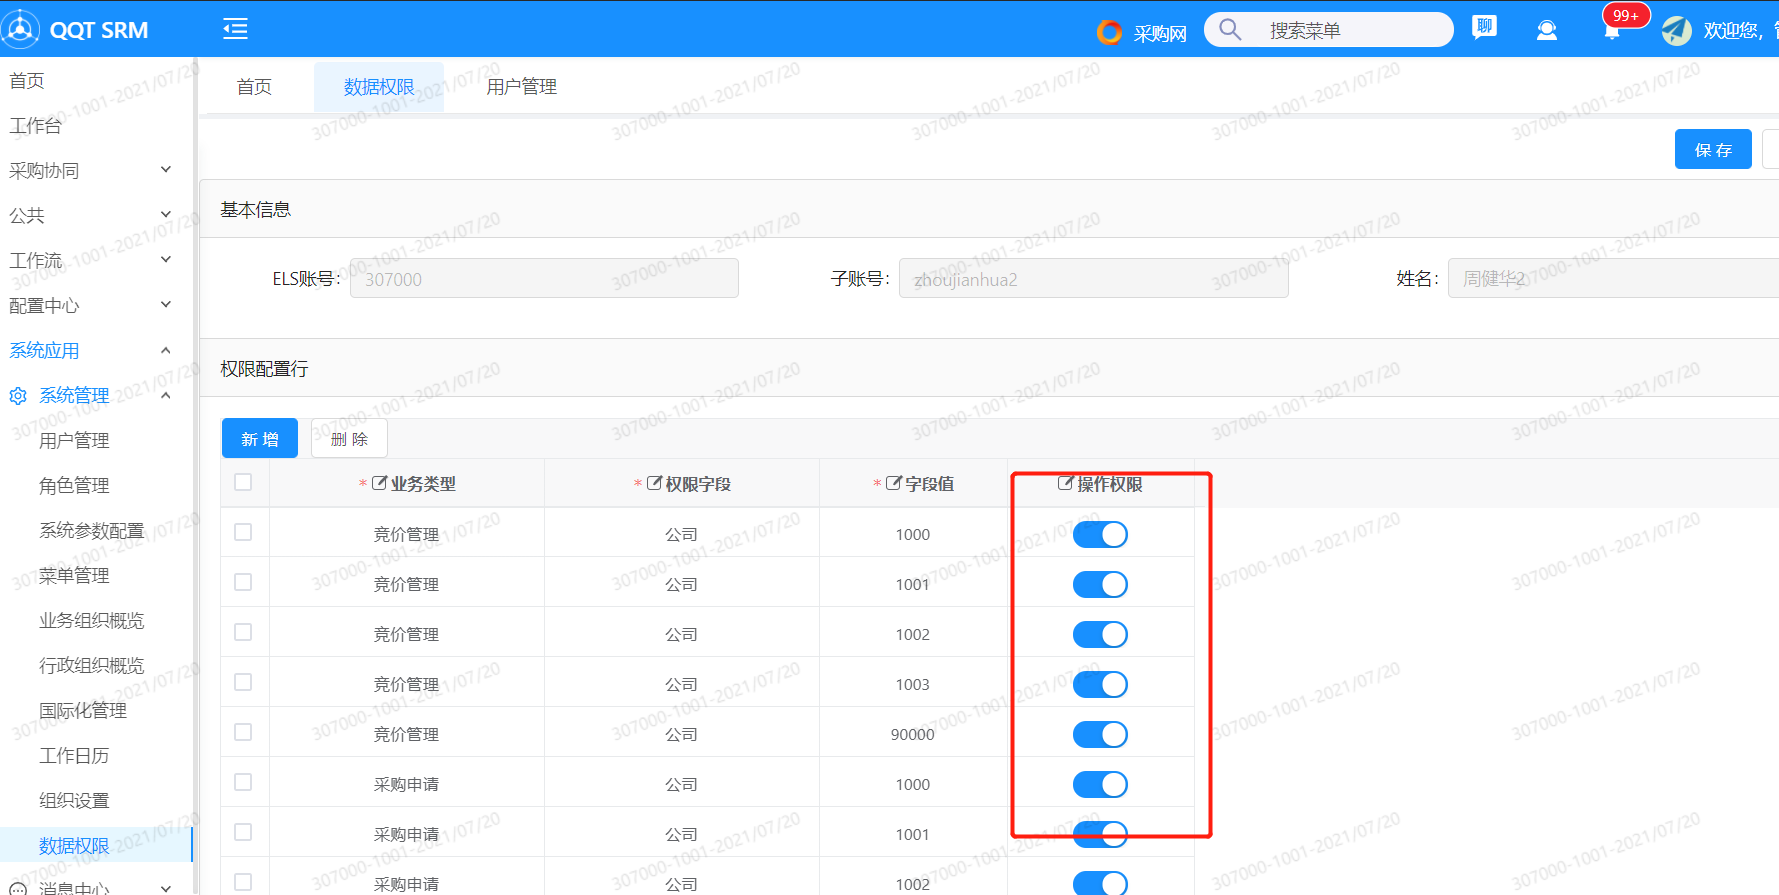 QQT SRM
采购网
搜索菜单
聊
99+
欢迎您,
首页
数据权限
用户管理
首页
工作台
采购协同
公共
工作流
配置中心
系统应用
系统管理
用户管理
角色管理
系统参数配置
菜单管理
业务组织概览
行政组织概览
国际化管理
工作日历
组织设置
数据权限
消息中心
保 存
基本信息
ELS账号: 307000 子账号: zhoujianhua2 姓名: 周健华2
权限配置行
新 增 删 除
* 业务类型 * 权限字段 * 字段值 操作权限
竞价管理 公司 1000
竞价管理 公司 1001
竞价管理 公司 1002
竞价管理 公司 1003
竞价管理 公司 90000
采购申请 公司 1000
采购申请 公司 1001
采购申请 公司 1002
307000-1001-2021/07/20